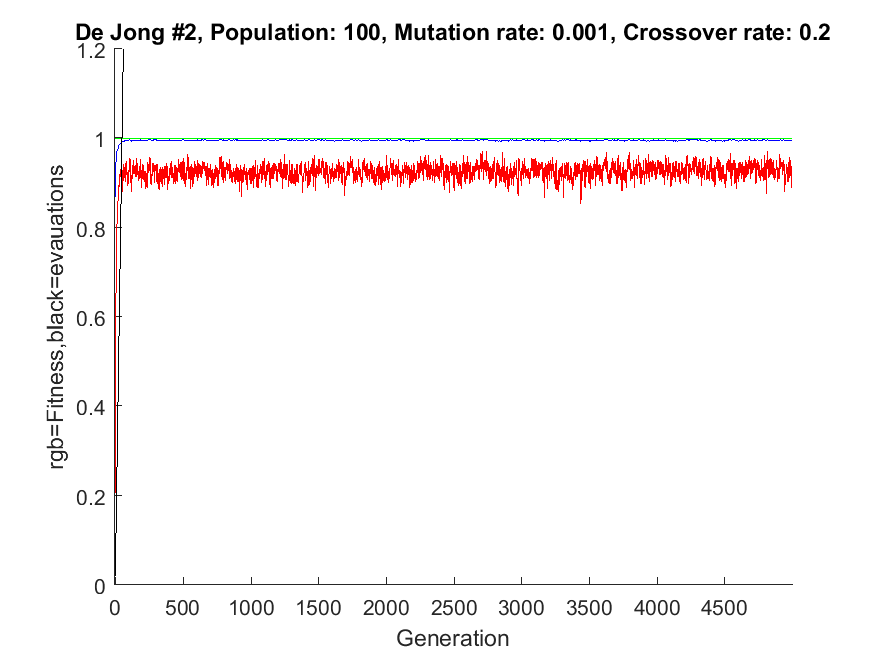 De Jong #2, Population: 100, Mutation rate: 0.001, Crossover rate: 0.2
1.2
1
0.8
0.6
0.4
0.2
0
rgb=Fitness,black=evauations
0 500 1000 1500 2000 2500 3000 3500 4000 4500
Generation